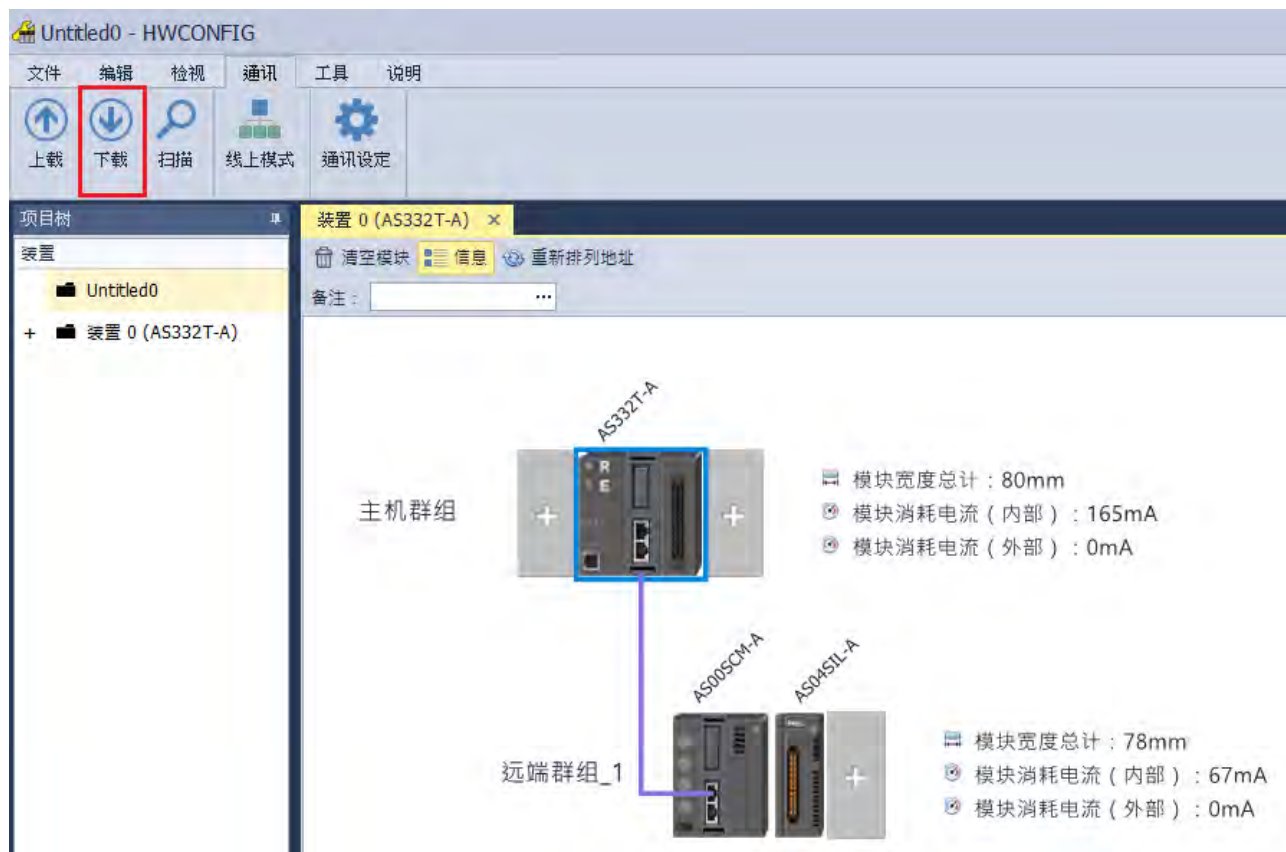 Untitled0 - HWCONFIG
文件 编辑 检视 通讯 工具 说明
上载 下载 扫描 线上模式 通讯设定
项目树
装置 0 (AS332T-A) ×
装置
清空模块 信息 重新排列地址
Untitled0
备注： ...
+ 装置 0 (AS332T-A)
AS332T-A
R
E
主机群组
+ +
模块宽度总计：80mm
模块消耗电流（内部）：165mA
模块消耗电流（外部）：0mA
AS00SCM-A AS04SIL-A
远端群组_1
+
模块宽度总计：78mm
模块消耗电流（内部）：67mA
模块消耗电流（外部）：0mA